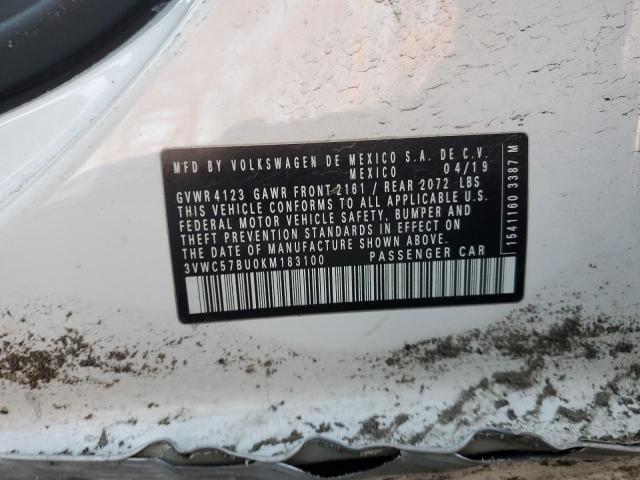 MFD BY VOLKSWAGEN DE MEXICO S.A. DE C.V.
MEXICO 04/19
GVWR 4123 GAWR FRONT 2161 / REAR 2072 LBS
THIS VEHICLE CONFORMS TO ALL APPLICABLE U.S.
FEDERAL MOTOR VEHICLE SAFETY, BUMPER AND
THEFT PREVENTION STANDARDS IN EFFECT ON
THE DATE OF MANUFACTURE SHOWN ABOVE.
3VWC57BU0KM183100 PASSENGER CAR
1541160 3387 M